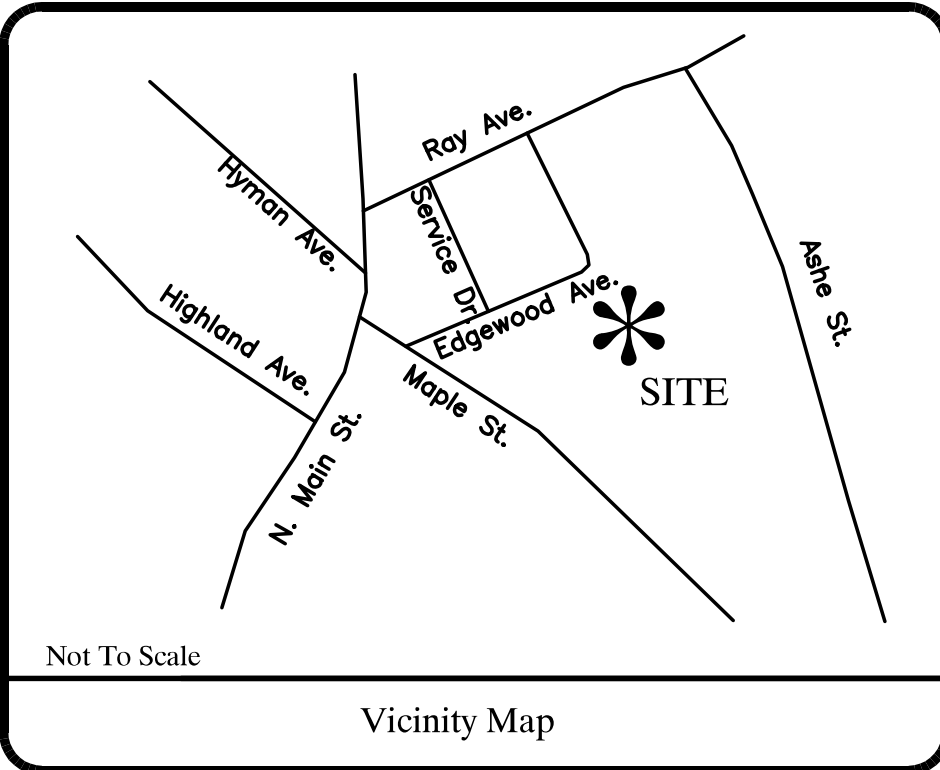 Ray Ave.
Hyman Ave.
Service Dr.
Ashe St.
Highland Ave.
Edgewood Ave.
SITE
Maple St.
N. Main St.
Not To Scale
Vicinity Map